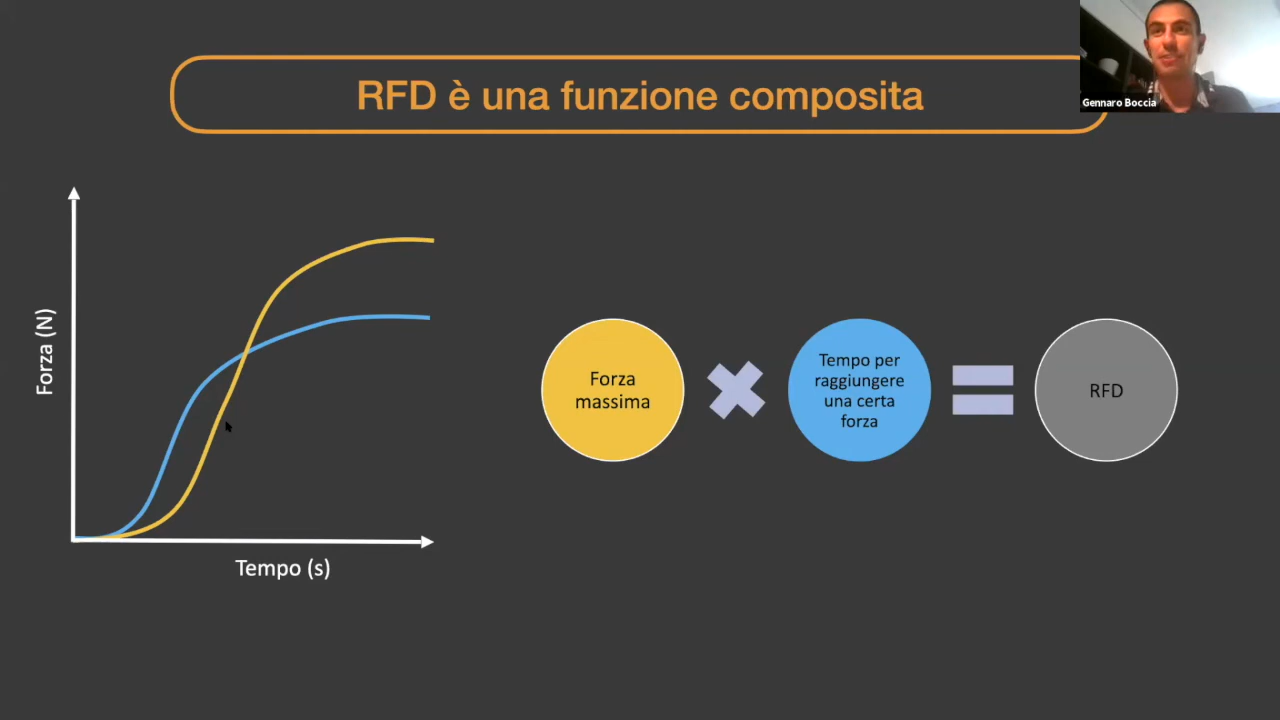 RFD è una funzione composita
Gennaro Boccia
Forza (N)
Tempo (s)
Forza
massima
Tempo per
raggiungere
una certa
forza
RFD